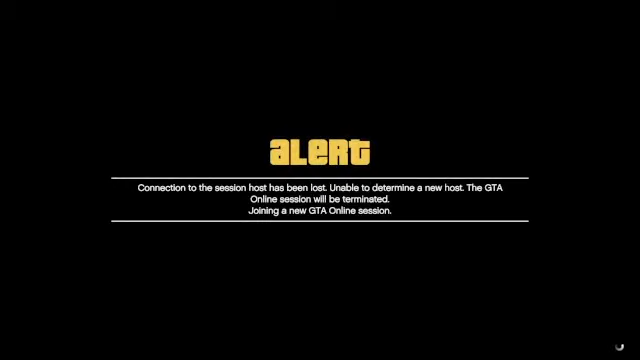 ALERT
Connection to the session host has been lost. Unable to determine a new host. The GTA
Online session will be terminated.
Joining a new GTA Online session.